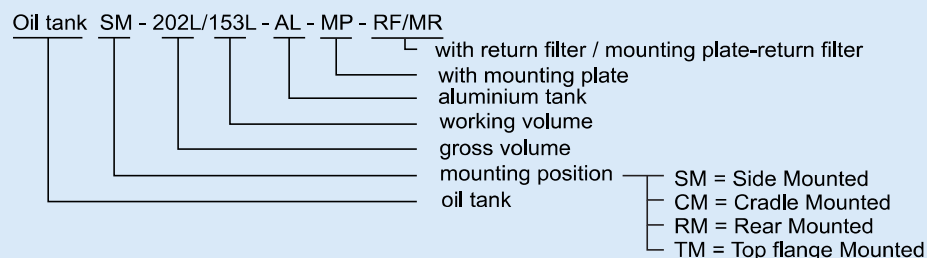 Oil tank SM - 202L/153L - AL - MP - RF/MR
with return filter / mounting plate-return filter
with mounting plate
aluminium tank
working volume
gross volume
mounting position
SM = Side Mounted
oil tank
CM = Cradle Mounted
RM = Rear Mounted
TM = Top flange Mounted